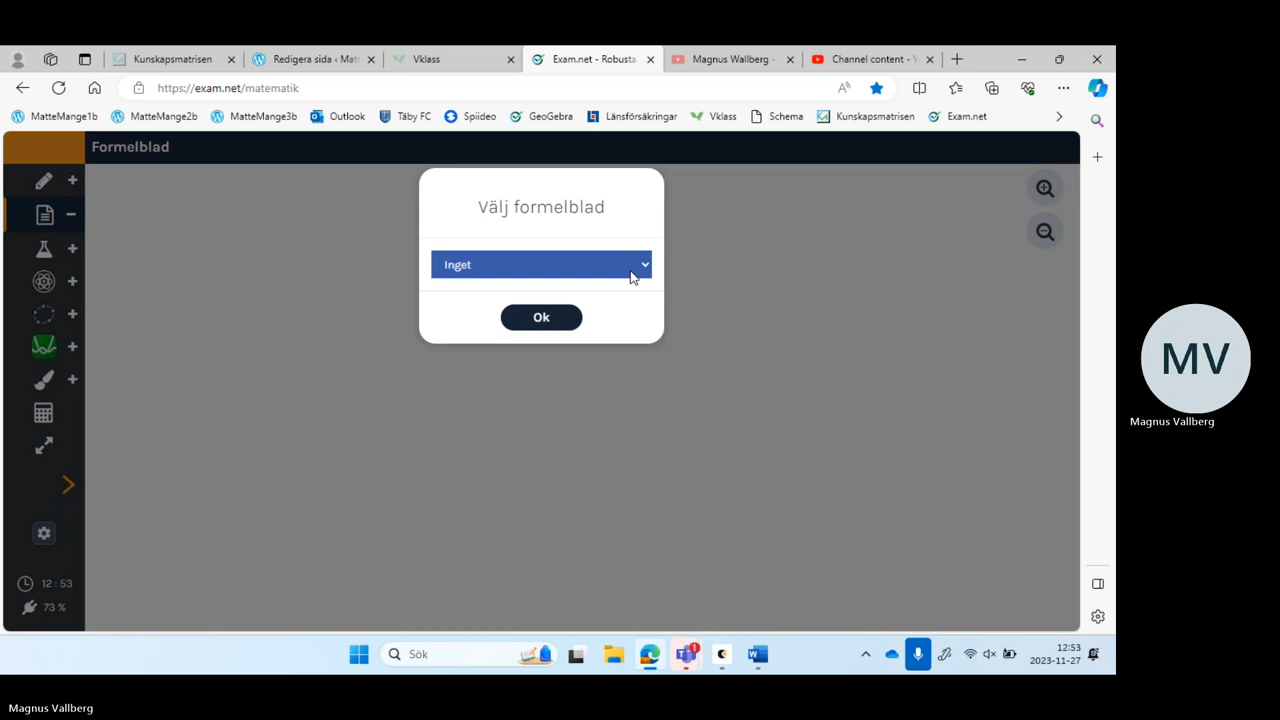 Kunskapsmatrisen
Redigera sida ‹ Mat
Vklass
Exam.net - Robusta
Magnus Wallberg -
Channel content - Y
https://exam.net/matematik
MatteMange1b
MatteMange2b
MatteMange3b
Outlook
Täby FC
Spiideo
GeoGebra
Länsförsäkringar
Vklass
Schema
Kunskapsmatrisen
Exam.net
Formelblad
Välj formelblad
Inget
Ok
12:53
73 %
MV
Magnus Vallberg
Sök
1
12:53
2023-11-27
Magnus Vallberg